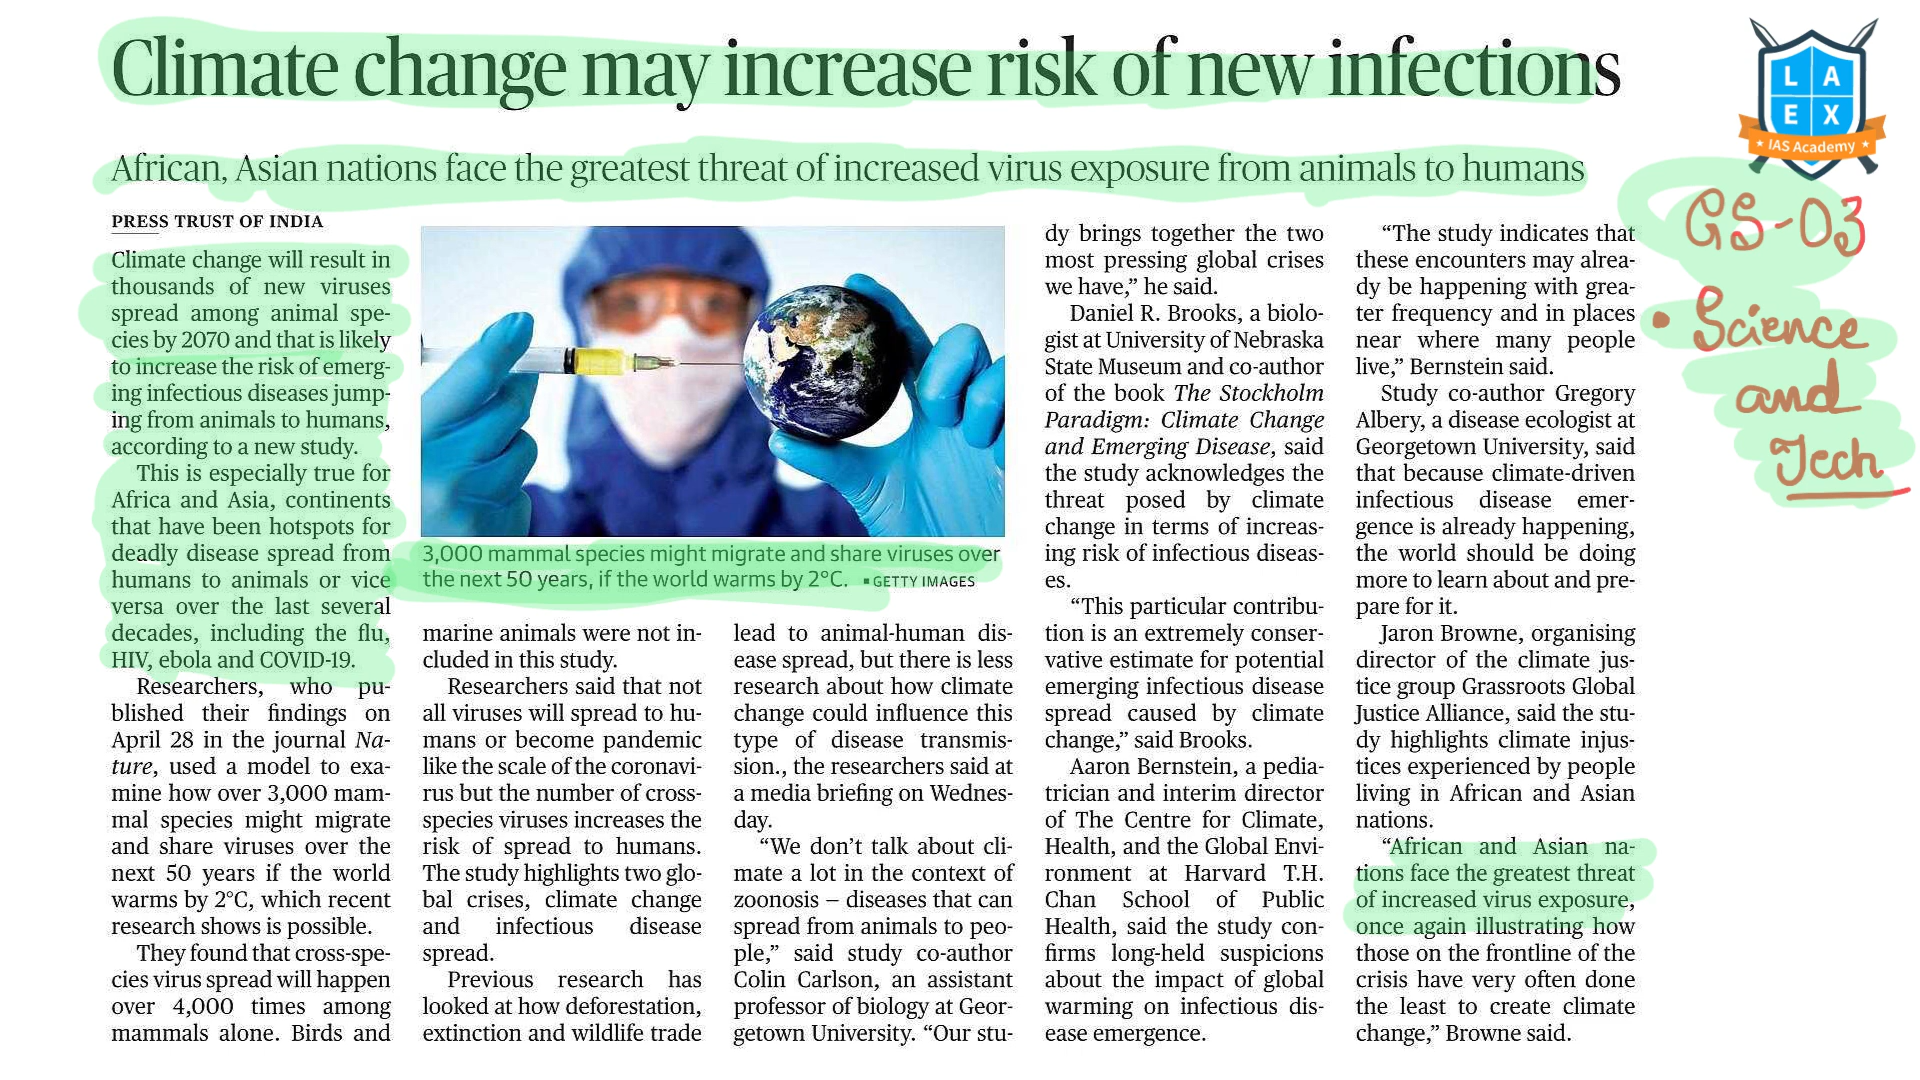 Climate change may increase risk of new infections
African, Asian nations face the greatest threat of increased virus exposure from animals to humans
PRESS TRUST OF INDIA
Climate change will result in
thousands of new viruses
spread among animal spe-
cies by 2070 and that is likely
to increase the risk of emerg-
ing infectious diseases jump-
ing from animals to humans,
according to a new study.
This is especially true for
Africa and Asia, continents
that have been hotspots for
deadly disease spread from
humans to animals or vice
versa over the last several
decades, including the flu,
HIV, ebola and COVID-19.
Researchers, who pu-
blished their findings on
April 28 in the journal Na-
ture, used a model to exa-
mine how over 3,000 mam-
mal species might migrate
and share viruses over the
next 50 years if the world
warms by 2°C, which recent
research shows is possible.
They found that cross-spe-
cies virus spread will happen
over 4,000 times among
mammals alone. Birds and
3,000 mammal species might migrate and share viruses over
the next 50 years, if the world warms by 2°C. ▪ GETTY IMAGES
marine animals were not in-
cluded in this study.
Researchers said that not
all viruses will spread to hu-
mans or become pandemic
like the scale of the coronavi-
rus but the number of cross-
species viruses increases the
risk of spread to humans.
The study highlights two glo-
bal crises, climate change
and infectious disease
spread.
Previous research has
looked at how deforestation,
extinction and wildlife trade
lead to animal-human dis-
ease spread, but there is less
research about how climate
change could influence this
type of disease transmis-
sion., the researchers said at
a media briefing on Wednes-
day.
“We don’t talk about cli-
mate a lot in the context of
zoonosis – diseases that can
spread from animals to peo-
ple,” said study co-author
Colin Carlson, an assistant
professor of biology at Geor-
getown University. “Our stu-
dy brings together the two
most pressing global crises
we have,” he said.
Daniel R. Brooks, a biolo-
gist at University of Nebraska
State Museum and co-author
of the book The Stockholm
Paradigm: Climate Change
and Emerging Disease, said
the study acknowledges the
threat posed by climate
change in terms of increas-
ing risk of infectious diseas-
es.
“This particular contribu-
tion is an extremely conser-
vative estimate for potential
emerging infectious disease
spread caused by climate
change,” said Brooks.
Aaron Bernstein, a pedia-
trician and interim director
of The Centre for Climate,
Health, and the Global Envi-
ronment at Harvard T.H.
Chan School of Public
Health, said the study con-
firms long-held suspicions
about the impact of global
warming on infectious dis-
ease emergence.
“The study indicates that
these encounters may alrea-
dy be happening with grea-
ter frequency and in places
near where many people
live,” Bernstein said.
Study co-author Gregory
Albery, a disease ecologist at
Georgetown University, said
that because climate-driven
infectious disease emer-
gence is already happening,
the world should be doing
more to learn about and pre-
pare for it.
Jaron Browne, organising
director of the climate jus-
tice group Grassroots Global
Justice Alliance, said the stu-
dy highlights climate injus-
tices experienced by people
living in African and Asian
nations.
“African and Asian na-
tions face the greatest threat
of increased virus exposure,
once again illustrating how
those on the frontline of the
crisis have very often done
the least to create climate
change,” Browne said.
L A
E X
IAS Academy
GS-03
• Science
and
Tech